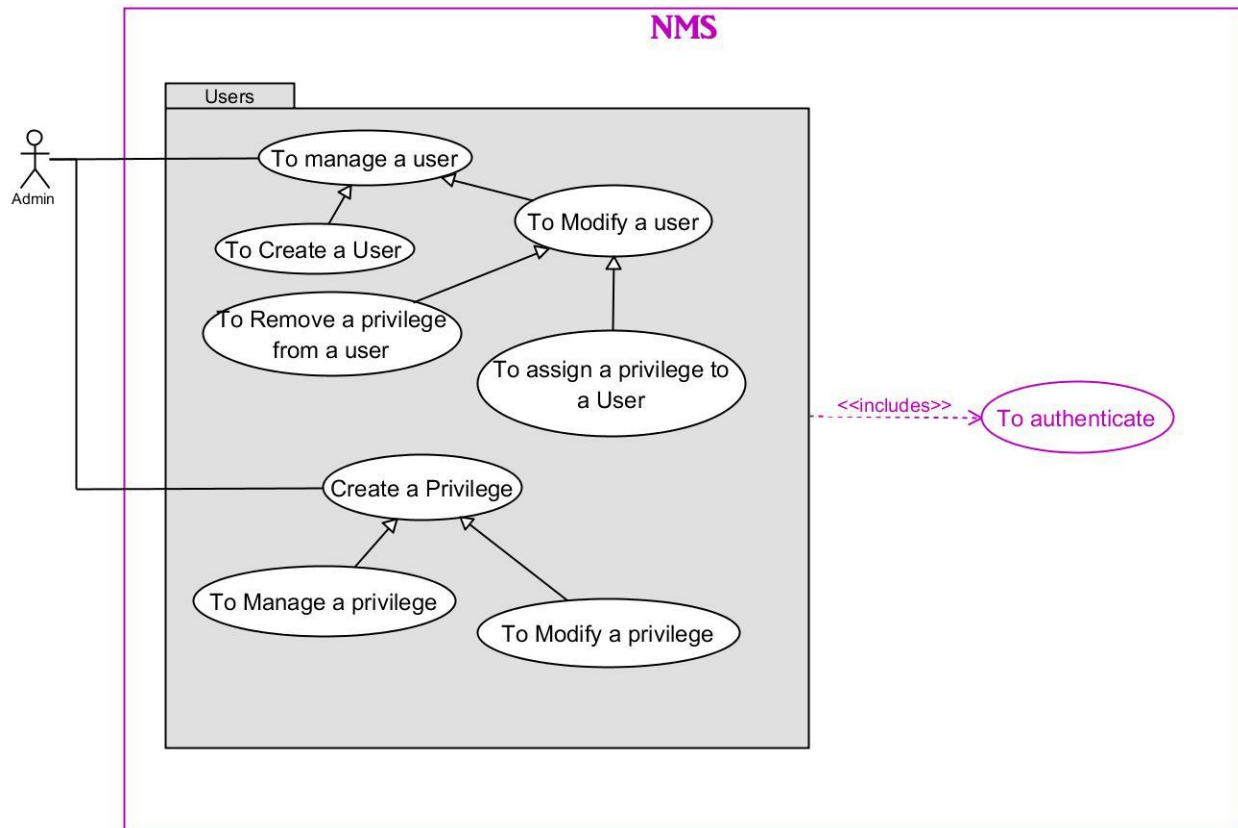 NMS
Users
To manage a user
Admin
To Modify a user
To Create a User
To Remove a privilege
from a user
To assign a privilege to
a User
<<includes>>
To authenticate
Create a Privilege
To Manage a privilege
To Modify a privilege